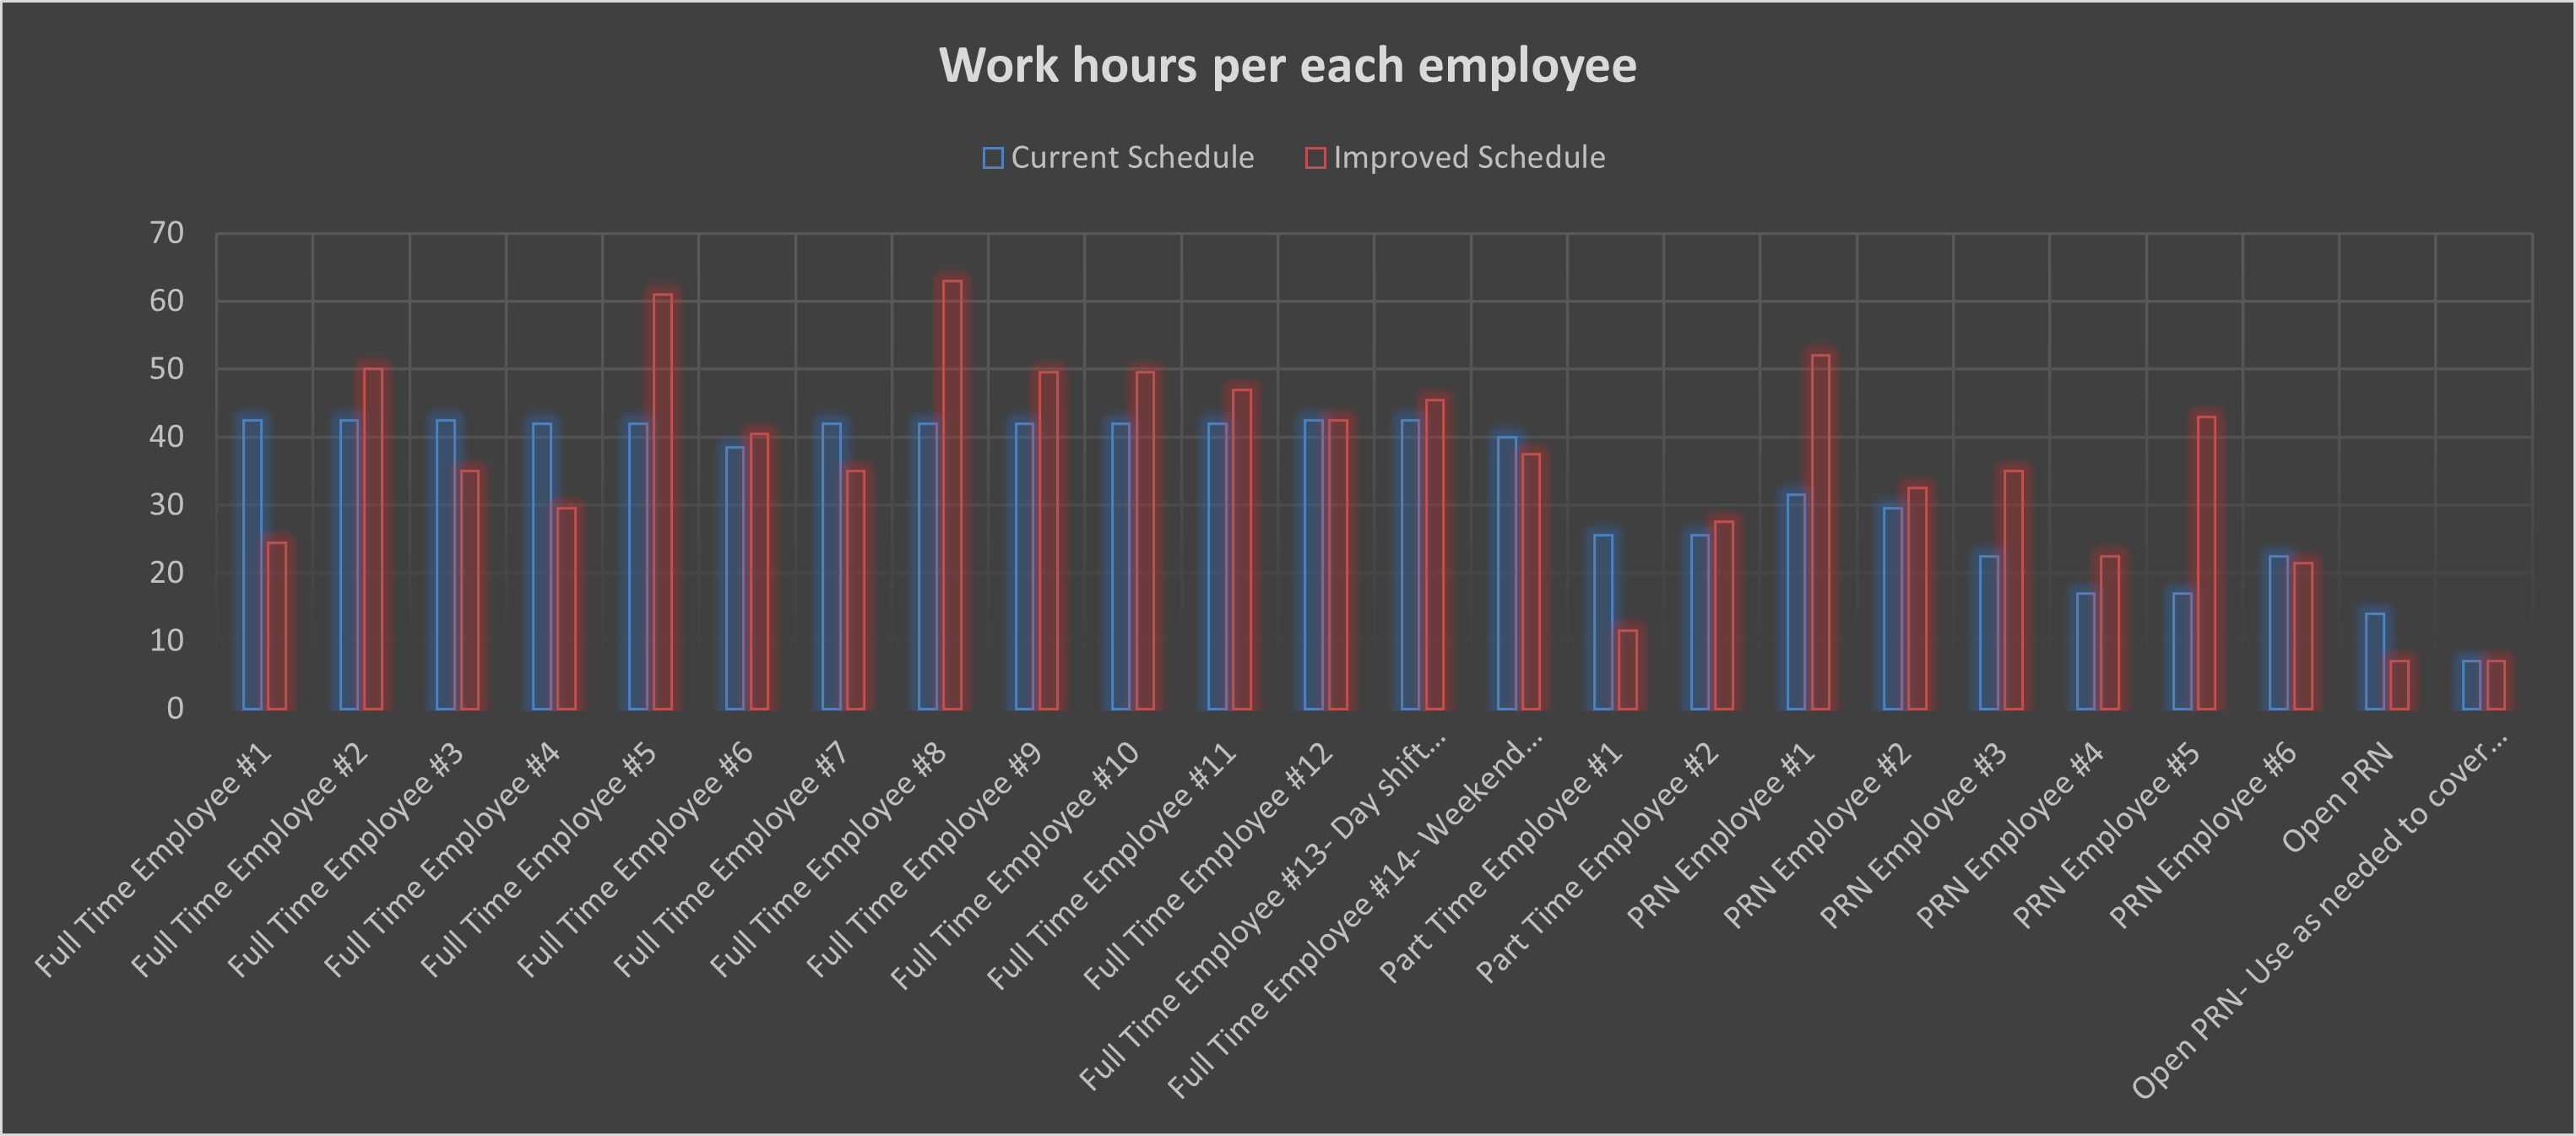 Work hours per each employee
Current Schedule
Improved Schedule
70
60
50
40
30
20
10
0
Full Time Employee #1
Full Time Employee #2
Full Time Employee #3
Full Time Employee #4
Full Time Employee #5
Full Time Employee #6
Full Time Employee #7
Full Time Employee #8
Full Time Employee #9
Full Time Employee #10
Full Time Employee #11
Full Time Employee #12
Full Time Employee #13- Day shift...
Full Time Employee #14- Weekend...
Part Time Employee #1
Part Time Employee #2
PRN Employee #1
PRN Employee #2
PRN Employee #3
PRN Employee #4
PRN Employee #5
PRN Employee #6
Open PRN
Open PRN- Use as needed to cover...